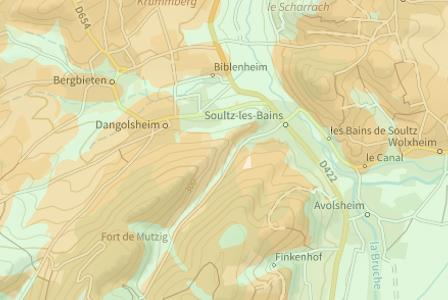 Krummberg
le Scharrach
D654
Biblenheim
Bergbieten
Soultz-les-Bains
Dangolsheim
les Bains de Soultz
Wolxheim
le Canal
D422
300
Avolsheim
Fort de Mutzig
Finkenhof
la Bruche